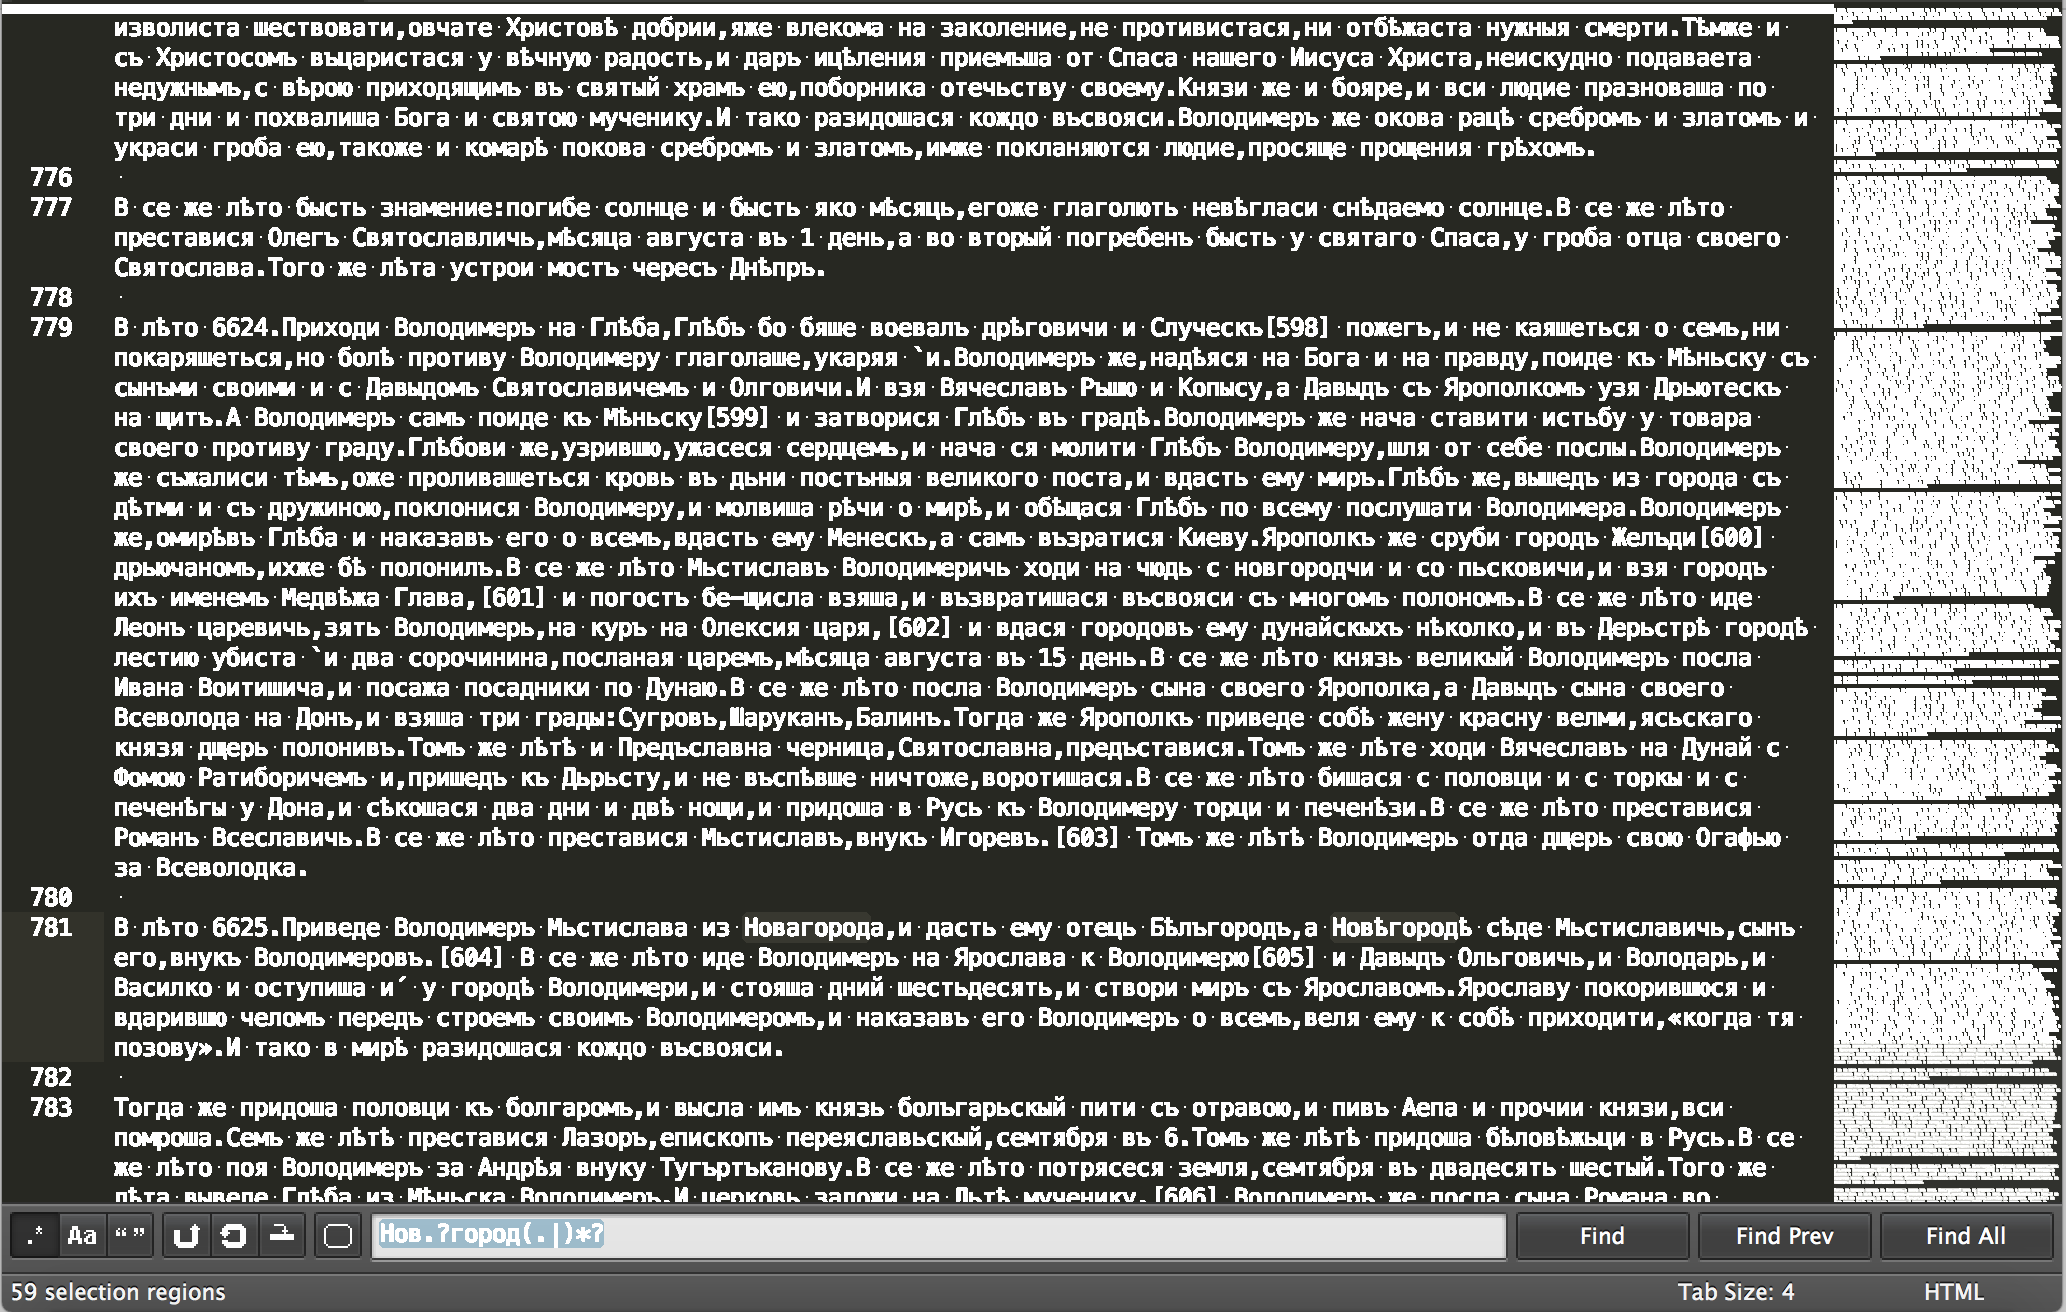 изволиста шествовати,овчате Христовѣ добрии,яже влекома на заколение,не противистася,ни отбѣжаста нужныя смерти.Тѣмже и
съ Христосомъ въцаристася у вѣчную радость,и даръ ицѣления приемъша от Спаса нашего Иисуса Христа,неискудно подаваета
недужнымъ,с вѣрою приходящимъ въ святый храмъ ею,поборника отечьству своему.Князи же и бояре,и вси людие празноваша по
три дни и похвалиша Бога и святою мученику.И тако разидошася кождо въсвояси.Володимеръ же окова рацѣ сребромъ и златомъ и
украси гроба ею,такоже и комарѣ покова сребромъ и златомъ,имже покланяются людие,просяще прощения грѣхомъ.
776
777 В се же лѣто бысть знамение:погибе солнце и бысть яко мѣсяць,егоже глаголють невѣгласи снѣдаемо солнце.В се же лѣто
преставися Олегъ Святославличь,мѣсяца августа въ 1 день,а во вторый погребенъ бысть у святаго Спаса,у гроба отца своего
Святослава.Того же лѣта устрои мостъ чересъ Днѣпръ.
778
779 В лѣто 6624.Приходи Володимеръ на Глѣба,Глѣбъ бо бяше воевалъ дрѣговичи и Случескъ[598] пожегъ,и не каяшеться о семъ,ни
покаряшеться,но болѣ противу Володимеру глаголаше,укаряя `и.Володимеръ же,надѣяся на Бога и на правду,поиде къ Мѣньску съ
сынъми своими и с Давыдомъ Святославичемъ и Олговичи.И взя Вячеславъ Рьшю и Копысу,а Давыдъ съ Ярополкомъ узя Дрьютескъ
на щитъ.А Володимеръ самъ поиде къ Мѣньску[599] и затворися Глѣбъ въ градѣ.Володимеръ же нача ставити истьбу у товара
своего противу граду.Глѣбови же,узрившю,ужасеся сердцемь,и нача ся молити Глѣбъ Володимеру,шля от себе послы.Володимеръ
же съжалиси тѣмь,оже проливашеться кровь въ дьни постъныя великого поста,и вдасть ему миръ.Глѣбъ же,вышедъ из города съ
дѣтми и съ дружиною,поклонися Володимеру,и молвиша рѣчи о мирѣ,и обѣщася Глѣбъ по всему послушати Володимера.Володимеръ
же,омирѣвъ Глѣба и наказавъ его о всемъ,вдасть ему Менескъ,а самъ възратися Киеву.Ярополкъ же сруби городъ Желъди[600]
дрьючаномъ,ихже бѣ полонилъ.В се же лѣто Мьстиславъ Володимеричь ходи на чюдь с новгородчи и со пьсковичи,и взя городъ
ихъ именемъ Медвѣжа Глава,[601] и погостъ бе—щисла взяша,и възвратишася въсвояси съ многомъ полономъ.В се же лѣто иде
Леонъ царевичь,зять Володимерь,на куръ на Олексия царя,[602] и вдася городовъ ему дунайскыхъ нѣколко,и въ Дерьстрѣ городѣ
лестию убиста `и два сорочинина,посланая царемъ,мѣсяца августа въ 15 день.В се же лѣто князь великый Володимеръ посла
Ивана Воитишича,и посажа посадники по Дунаю.В се же лѣто посла Володимеръ сына своего Ярополка,а Давыдъ сына своего
Всеволода на Донъ,и взяша три грады:Сугровъ,Шаруканъ,Балинъ.Тогда же Ярополкъ приведе собѣ жену красну велми,ясьскаго
князя дщерь полонивъ.Томъ же лѣтѣ и Предъславна черница,Святославна,предъставися.Томъ же лѣте ходи Вячеславъ на Дунай с
Фомою Ратиборичемъ и,пришедъ къ Дьрьсту,и не въспѣвше ничтоже,воротишася.В се же лѣто бишася с половци и с торкы и с
печенѣгы у Дона,и сѣкошася два дни и двѣ нощи,и придоша в Русь къ Володимеру торци и печенѣзи.В се же лѣто преставися
Романъ Всеславичь.В се же лѣто преставися Мьстиславъ,внукъ Игоревъ.[603] Томъ же лѣтѣ Володимерь отда дщерь свою Огафью
за Всеволодка.
780
781 В лѣто 6625.Приведе Володимеръ Мьстислава из Новагорода,и дасть ему отець Бѣлъгородъ,а Новѣгородѣ сѣде Мьстиславичь,сынъ
его,внукъ Володимеровъ.[604] В се же лѣто иде Володимеръ на Ярослава к Володимерю[605] и Давыдъ Ольговичь,и Володарь,и
Василко и оступиша и´ у городѣ Володимери,и стояша дний шестьдесять,и створи миръ съ Ярославомъ.Ярославу покорившюся и
вдарившю челомъ передъ строемъ своимъ Володимеромъ,и наказавъ его Володимеръ о всемъ,веля ему к собѣ приходити,«когда тя
позову».И тако в мирѣ разидошася кождо въсвояси.
782
783 Тогда же придоша половци къ болгаромъ,и высла имъ князь болъгарьскый пити съ отравою,и пивъ Аепа и прочии князи,вси
помроша.Семъ же лѣтѣ преставися Лазоръ,епископъ переяславьскый,семтября въ 6.Томъ же лѣтѣ придоша бѣловѣжьци в Русь.В се
же лѣто поя Володимеръ за Андрѣя внуку Тугъртъканову.В се же лѣто потрясеся земля,семтября въ двадесять шестый.Того же
лѣта выведе Глѣба из Мѣньска Володимеръ.И церковь заложи на Льтѣ мученику.[606] Володимеръ же посла сына Романа во
.* Aa “” Нов.?город(.|)*? Find Find Prev Find All
59 selection regions Tab Size: 4 HTML